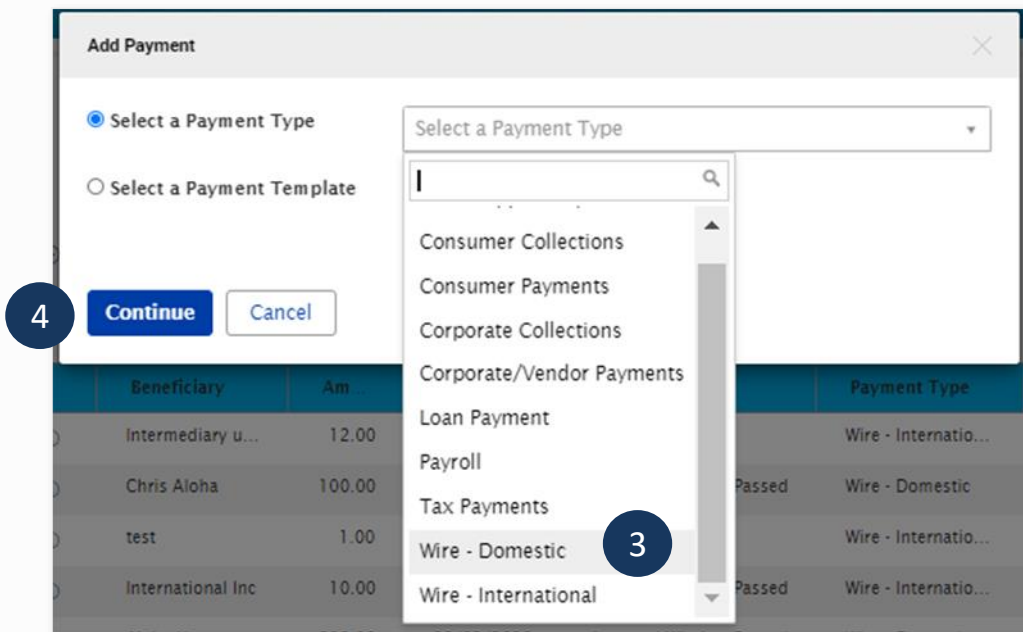 Add Payment
Select a Payment Type
Select a Payment Type
Select a Payment Template
Consumer Collections
Consumer Payments
Corporate Collections
Corporate/Vendor Payments
Loan Payment
Payroll
Tax Payments
Wire - Domestic 3
Wire - International
4 Continue Cancel
Beneficiary Am... Payment Type
Intermediary u... 12.00 Wire - Internatio...
Chris Aloha 100.00 Passed Wire - Domestic
test 1.00 Wire - Internatio...
International Inc 10.00 Passed Wire - Internatio...